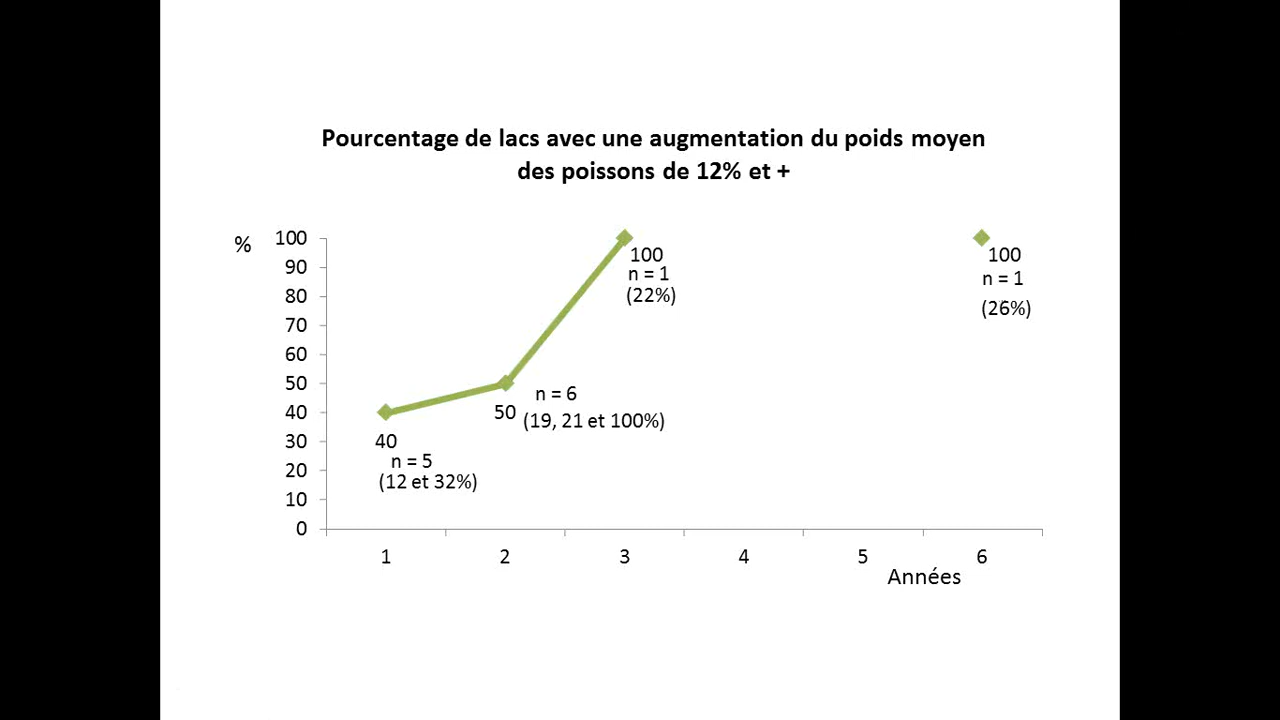 Pourcentage de lacs avec une augmentation du poids moyen
des poissons de 12% et +
%
100
90
80
70
60
50
40
30
20
10
0
40
n = 5
(12 et 32%)
50
n = 6
(19, 21 et 100%)
100
n = 1
(22%)
100
n = 1
(26%)
1
2
3
4
5
6
Années